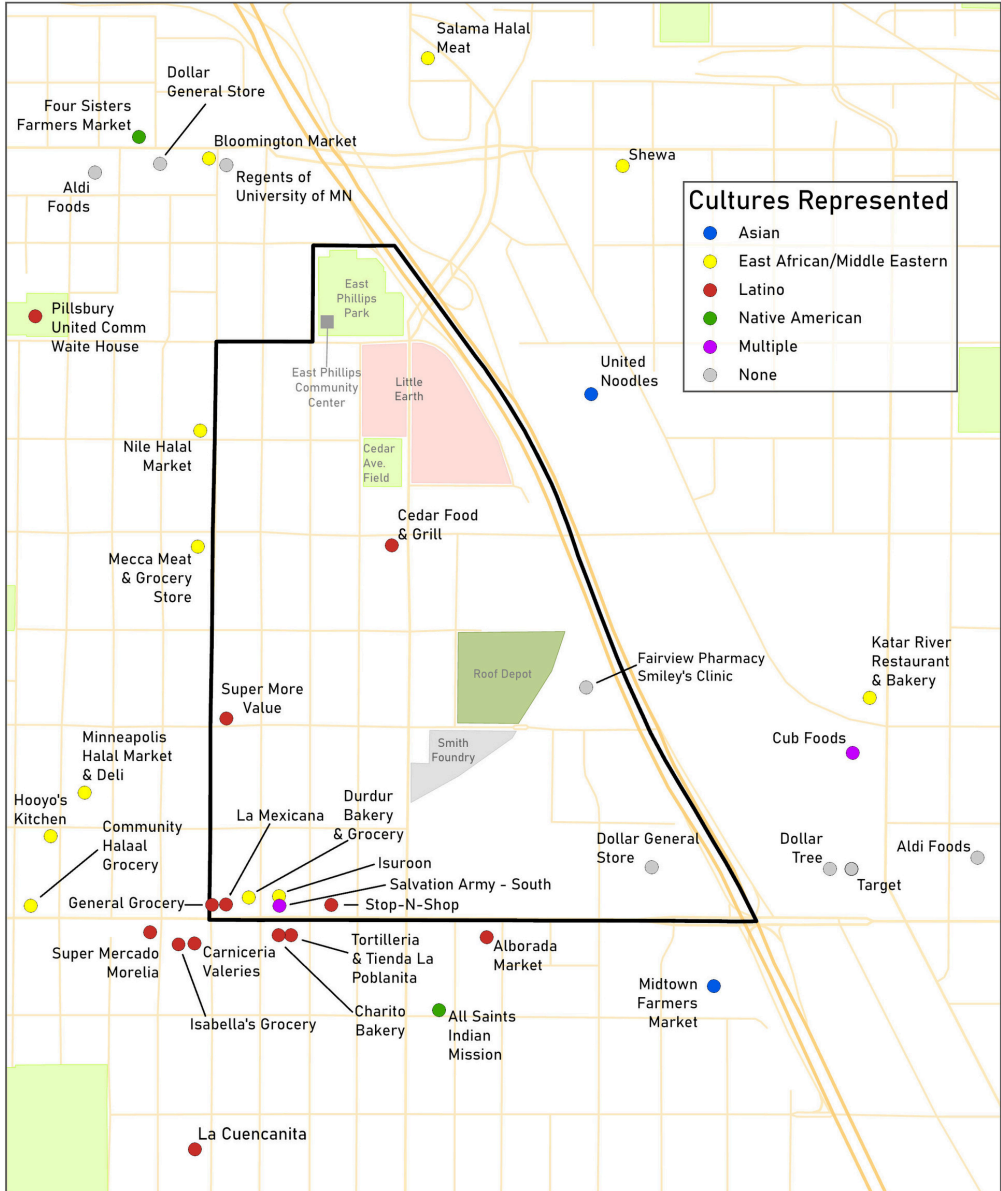 Salama Halal
Meat
Dollar
General Store
Four Sisters
Farmers Market
Bloomington Market
Shewa
Aldi
Foods
Regents of
University of MN
Cultures Represented
Asian
East African/Middle Eastern
Latino
Native American
Multiple
None
East
Phillips
Park
Pillsbury
United Comm
Waite House
East Phillips
Community
Center
Little
Earth
United
Noodles
Nile Halal
Market
Cedar
Ave.
Field
Cedar Food
& Grill
Mecca Meat
& Grocery
Store
Roof Depot
Fairview Pharmacy
Smiley's Clinic
Katar River
Restaurant
& Bakery
Super More
Value
Smith
Foundry
Cub Foods
Minneapolis
Halal Market
& Deli
Hooyo's
Kitchen
Community
Halaal
Grocery
La Mexicana
Durdur
Bakery
& Grocery
Isuroon
Salvation Army - South
General Grocery
Stop-N-Shop
Dollar General
Store
Dollar
Tree
Target
Aldi Foods
Super Mercado
Morelia
Carniceria
Valeries
Isabella's Grocery
Tortilleria
& Tienda La
Poblanita
Charito
Bakery
Alborada
Market
All Saints
Indian
Mission
Midtown
Farmers
Market
La Cuencanita